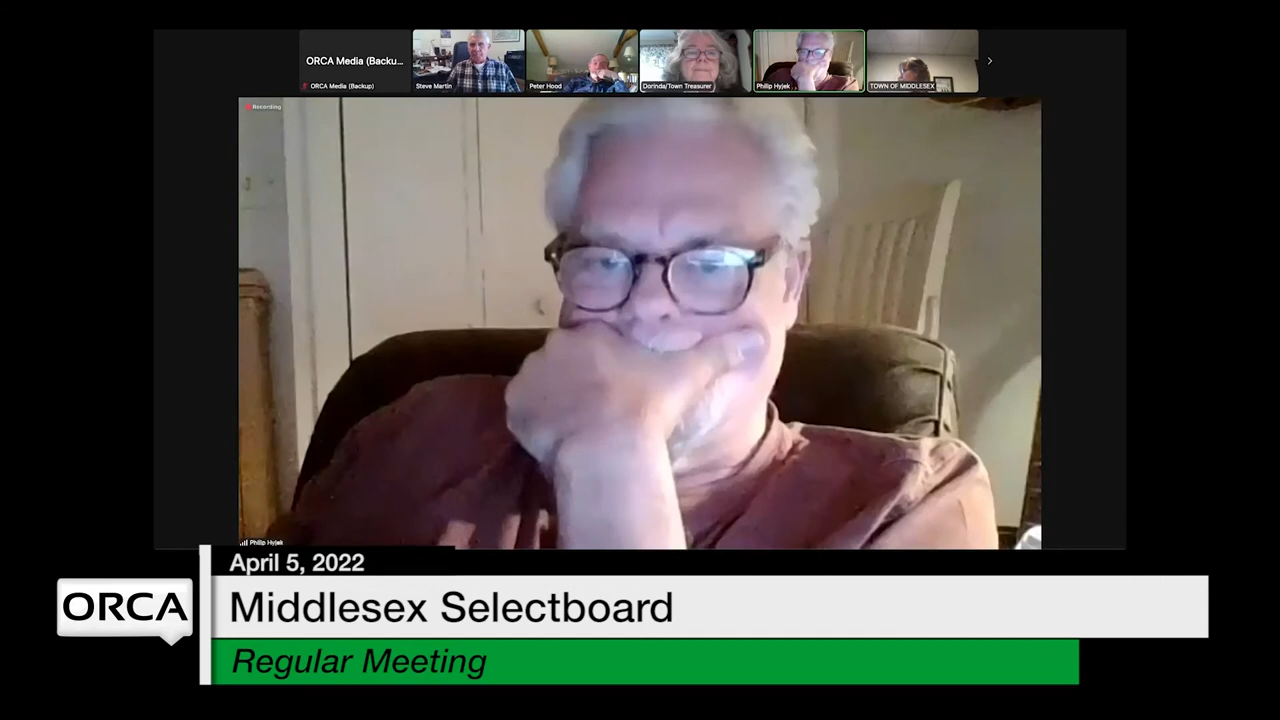 ORCA Media (Backu...
ORCA Media (Backup)
Steve Martin
Peter Hood
Dorinda/Town Treasurer
Philip Hyjek
TOWN OF MIDDLESEX
Recording
Philip Hyjek
April 5, 2022
ORCA
Middlesex Selectboard
Regular Meeting